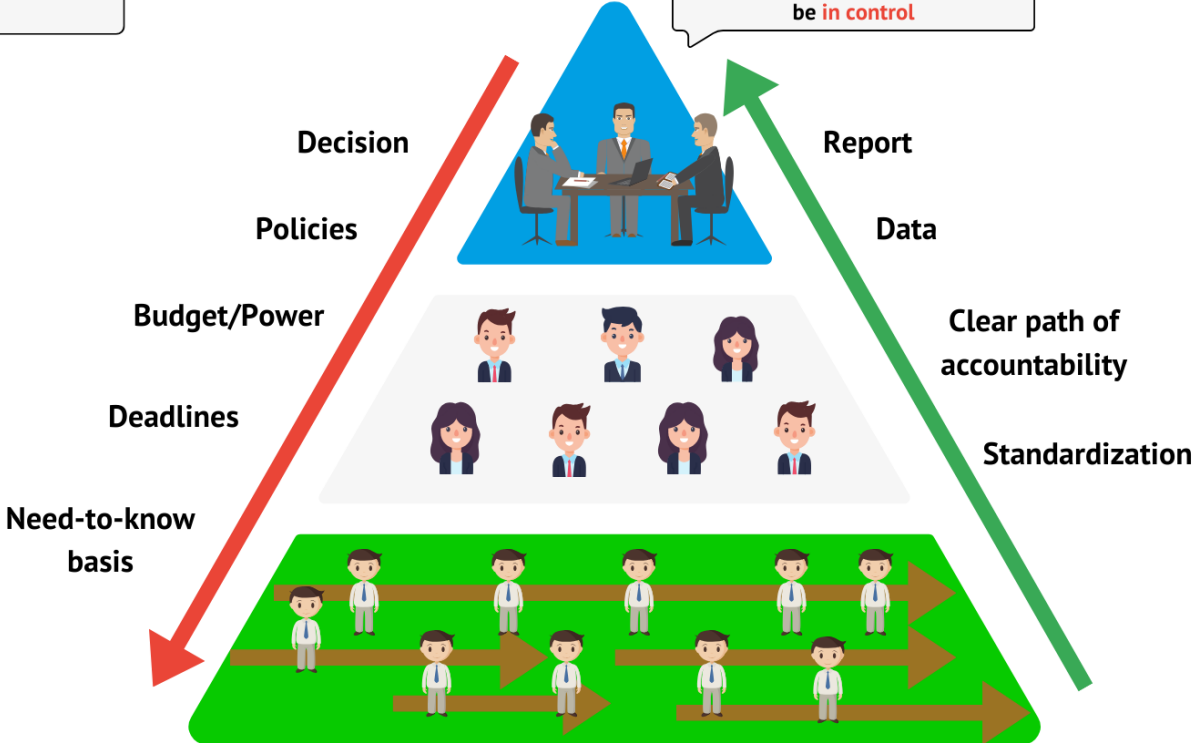 be in control
Decision
Report
Policies
Data
Budget/Power
Clear path of
accountability
Deadlines
Standardization
Need-to-know
basis